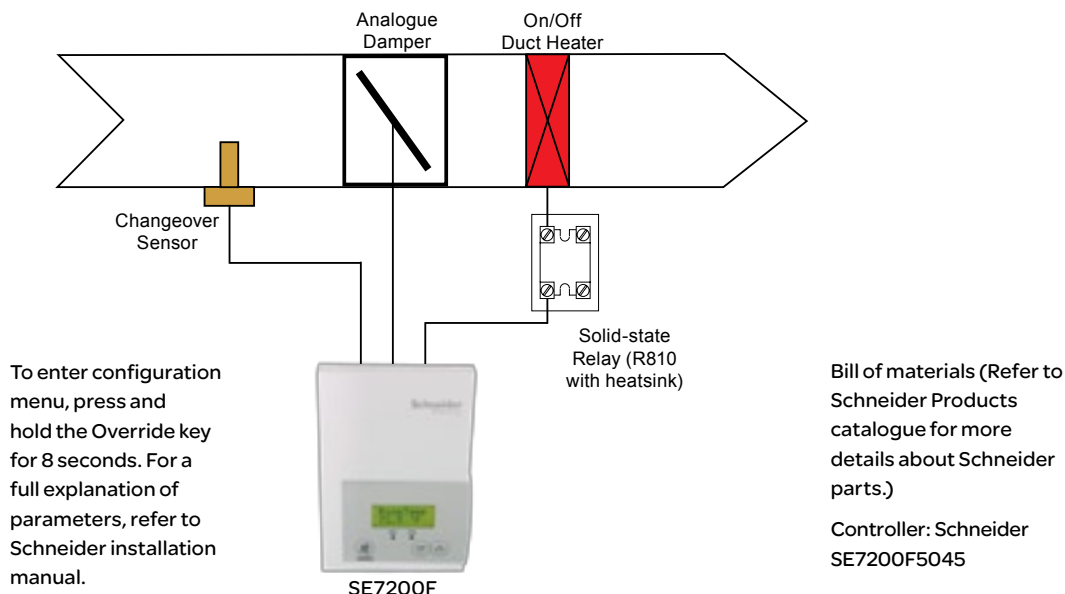 Analogue
Damper
On/Off
Duct Heater
Changeover
Sensor
Solid-state
Relay (R810
with heatsink)
To enter configuration
menu, press and
hold the Override key
for 8 seconds. For a
full explanation of
parameters, refer to
Schneider installation
manual.
Schneider
SE7200F
Bill of materials (Refer to
Schneider Products
catalogue for more
details about Schneider
parts.)
Controller: Schneider
SE7200F5045